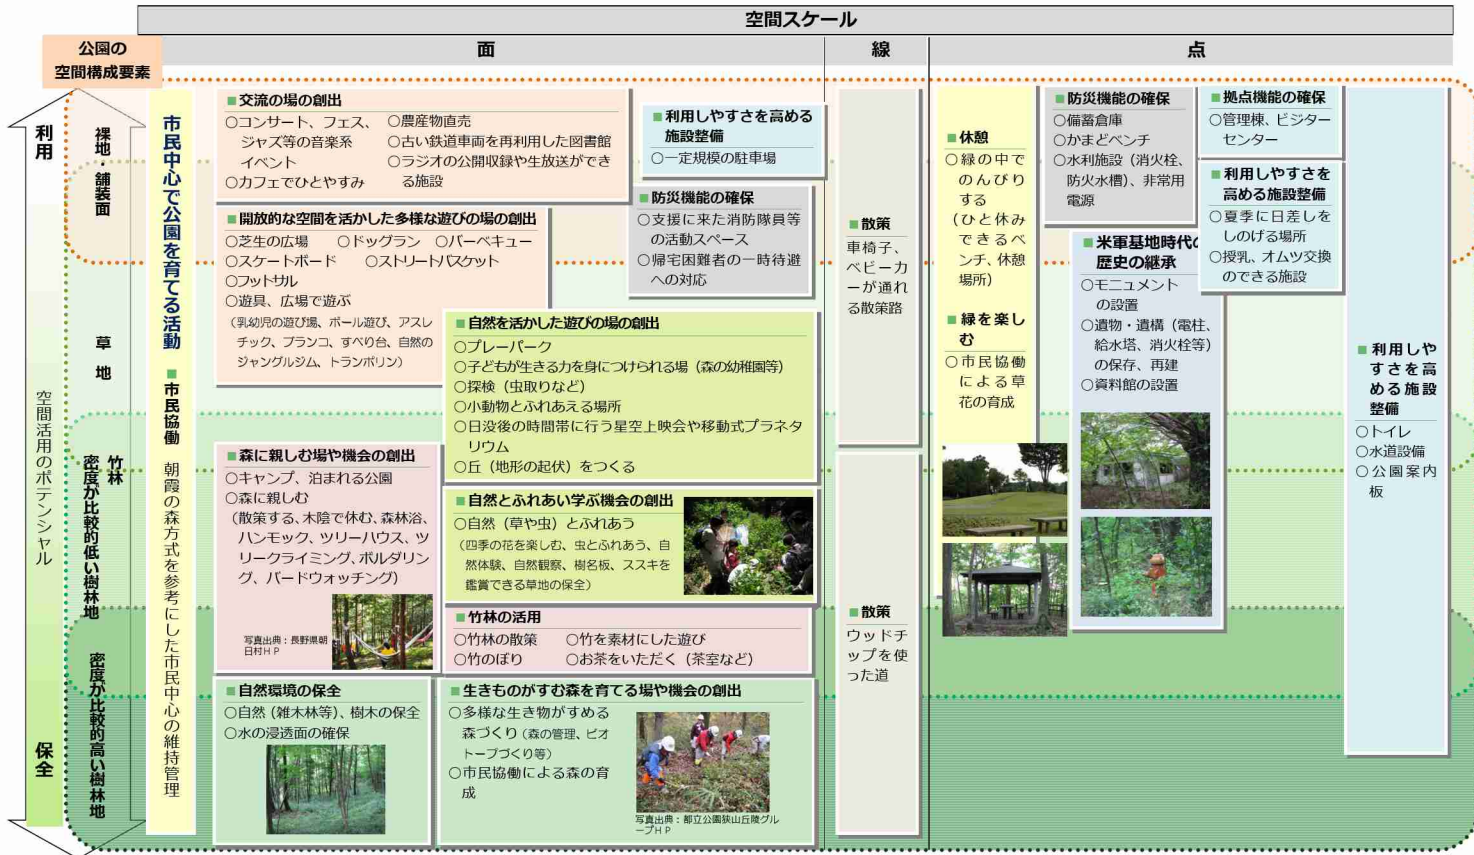 空間スケール
公園の
空間構成要素
面
線
点
利用
保全
空間活用のポテンシャル
裸地・舗装面
草地
竹林
密度が比較的低い樹林地
密度が比較的高い樹林地
市民中心で公園を育てる活動
■市民協働
朝霞の森方式を参考にした市民中心の維持管理
■交流の場の創出
○コンサート、フェス、
ジャズ等の音楽系
イベント
○カフェでひとやすみ
○農産物直売
○古い鉄道車両を再利用した図書館
○ラジオの公開収録や生放送ができ
る施設
■開放的な空間を活かした多様な遊びの場の創出
○芝生の広場 ○ドッグラン ○バーベキュー
○スケートボード ○ストリートバスケット
○フットサル
○遊具、広場で遊ぶ
（乳幼児の遊び場、ボール遊び、アスレ
チック、ブランコ、すべり台、自然の
ジャングルジム、トランポリン）
■利用しやすさを高める
施設整備
○一定規模の駐車場
■防災機能の確保
○支援に来た消防隊員等
の活動スペース
○帰宅困難者の一時待避
への対応
■自然を活かした遊びの場の創出
○プレーパーク
○子どもが生きる力を身につけられる場（森の幼稚園等）
○探検（虫取りなど）
○小動物とふれあえる場所
○日没後の時間帯に行う星空上映会や移動式プラネタ
リウム
○丘（地形の起伏）をつくる
■森に親しむ場や機会の創出
○キャンプ、泊まれる公園
○森に親しむ
（散策する、木陰で休む、森林浴、
ハンモック、ツリーハウス、ツ
リークライミング、ボルダリン
グ、バードウォッチング）
写真出典：長野県朝
日村ＨＰ
■自然とふれあい学ぶ機会の創出
○自然（草や虫）とふれあう
（四季の花を楽しむ、虫とふれあう、自
然体験、自然観察、樹名板、ススキを
鑑賞できる草地の保全）
■竹林の活用
○竹林の散策 ○竹を素材にした遊び
○竹のぼり ○お茶をいただく（茶室など）
■自然環境の保全
○自然（雑木林等）、樹木の保全
○水の浸透面の確保
■生きものがすむ森を育てる場や機会の創出
○多様な生き物がすめる
森づくり（森の管理、ビオ
トープづくり等）
○市民協働による森の育
成
写真出典：都立公園狭山丘陵グル
ープＨＰ
■散策
車椅子、
ベビーカ
ーが通れ
る散策路
■散策
ウッドチ
ップを使
った道
■休憩
○緑の中で
のんびり
する
（ひと休み
できるベ
ンチ、休憩
場所）
■緑を楽し
む
○市民協働
による草
花の育成
■防災機能の確保
○備蓄倉庫
○かまどベンチ
○水利施設（消火栓、
防火水槽）、非常用
電源
■米軍基地時代の
歴史の継承
○モニュメント
の設置
○遺物・遺構（電柱、
給水塔、消火栓等）
の保存、再建
○資料館の設置
■拠点機能の確保
○管理棟、ビジター
センター
■利用しやすさを
高める施設整備
○夏季に日差しを
しのげる場所
○授乳、オムツ交換
のできる施設
■利用しや
すさを高
める施設
整備
○トイレ
○水道設備
○公園案内
板